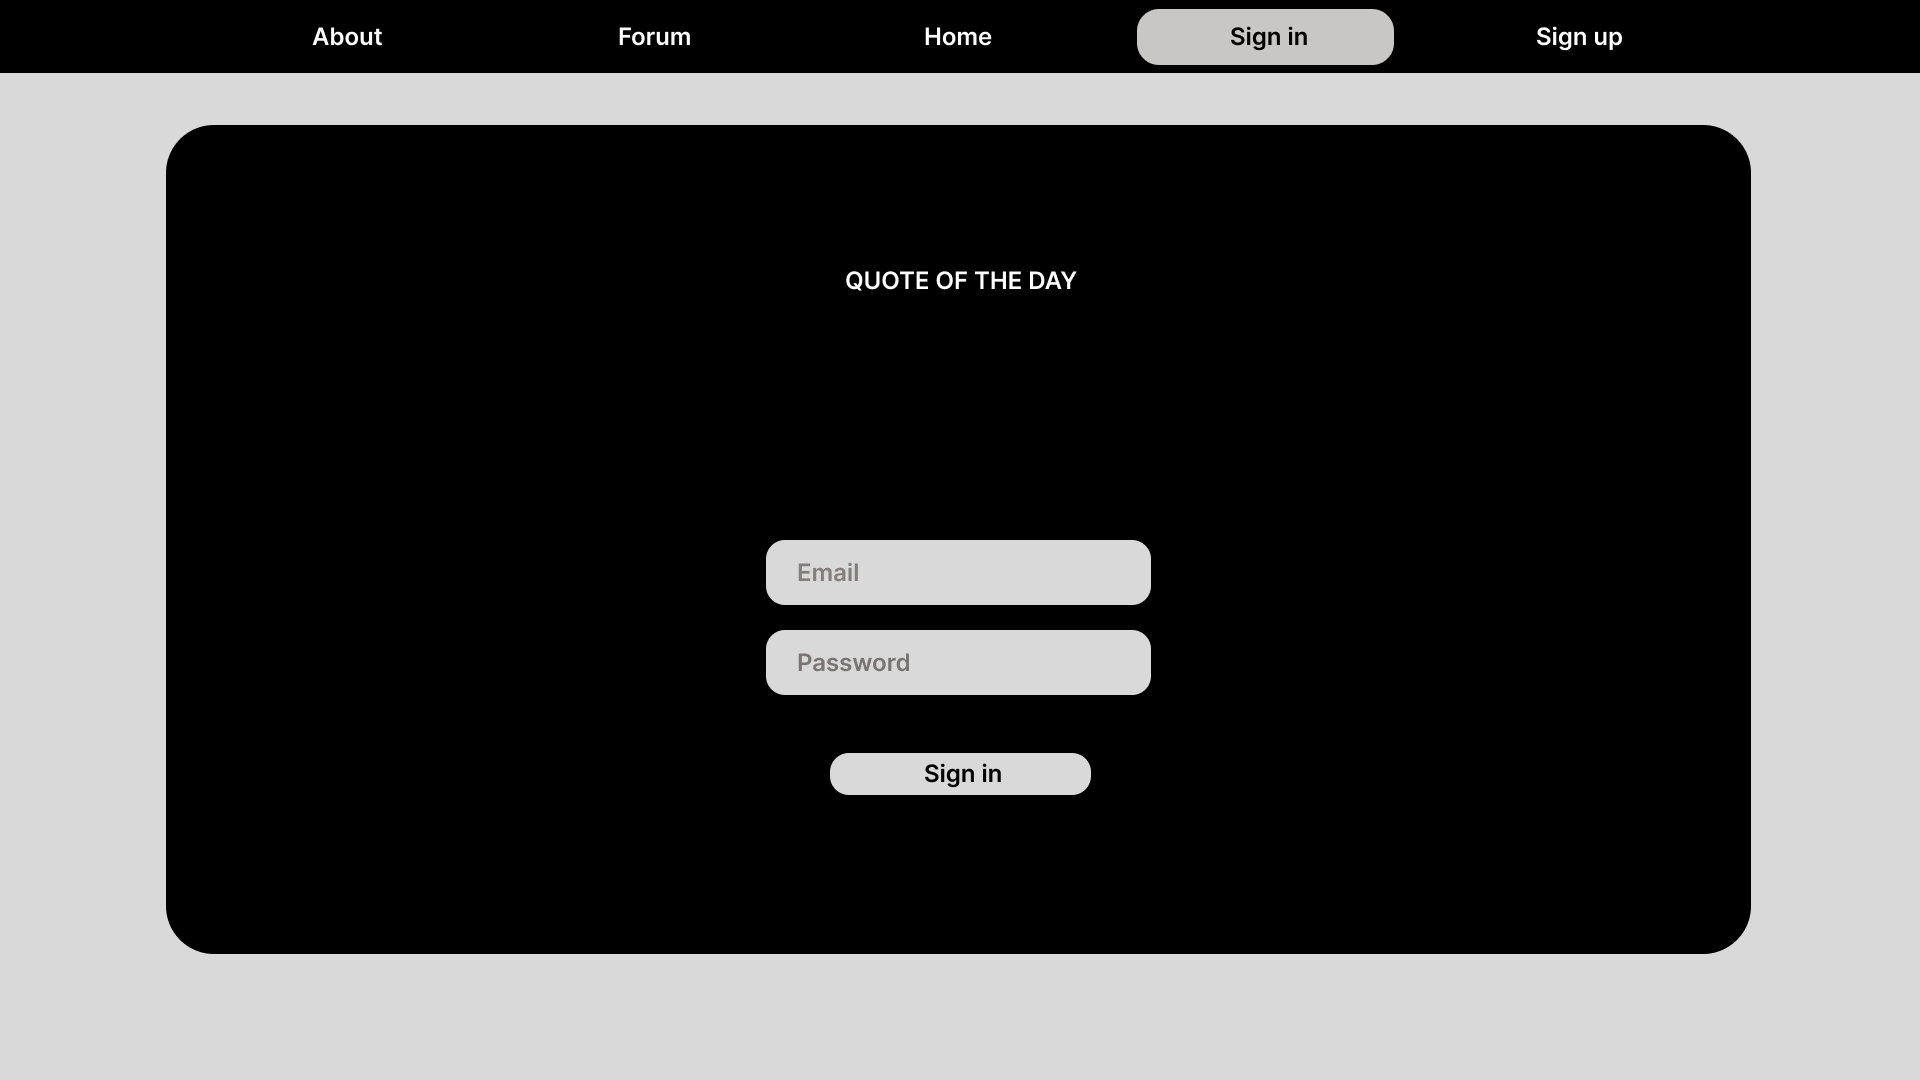 About Forum Home Sign in Sign up
QUOTE OF THE DAY
Email
Password
Sign in